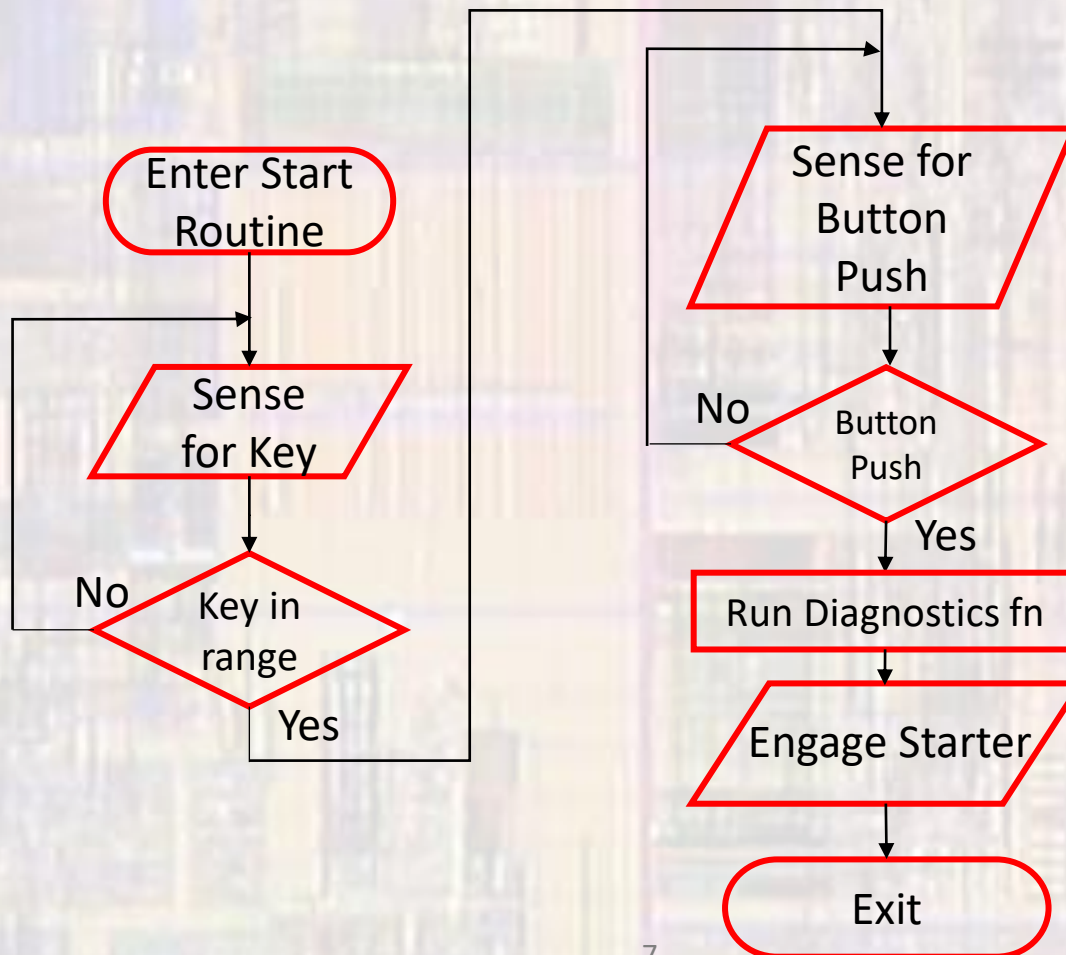 Enter Start
Routine
Sense
for Key
No
Key in
range
Yes
Sense for
Button
Push
No
Button
Push
Yes
Run Diagnostics fn
Engage Starter
Exit
7